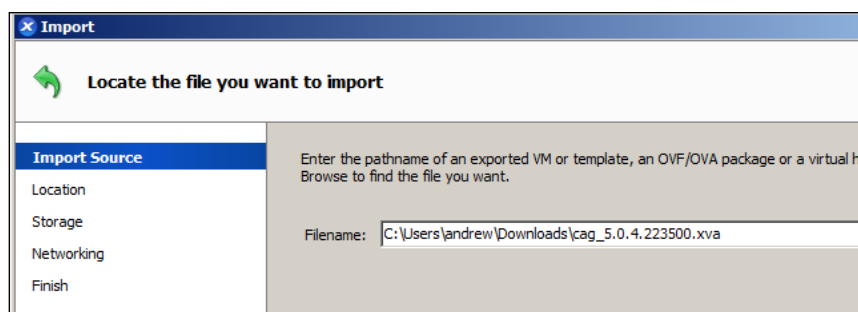 Import
Locate the file you want to import
Import Source
Location
Storage
Networking
Finish
Enter the pathname of an exported VM or template, an OVF/OVA package or a virtual h
Browse to find the file you want.
Filename: C:\Users\andrew\Downloads\cag_5.0.4.223500.xva